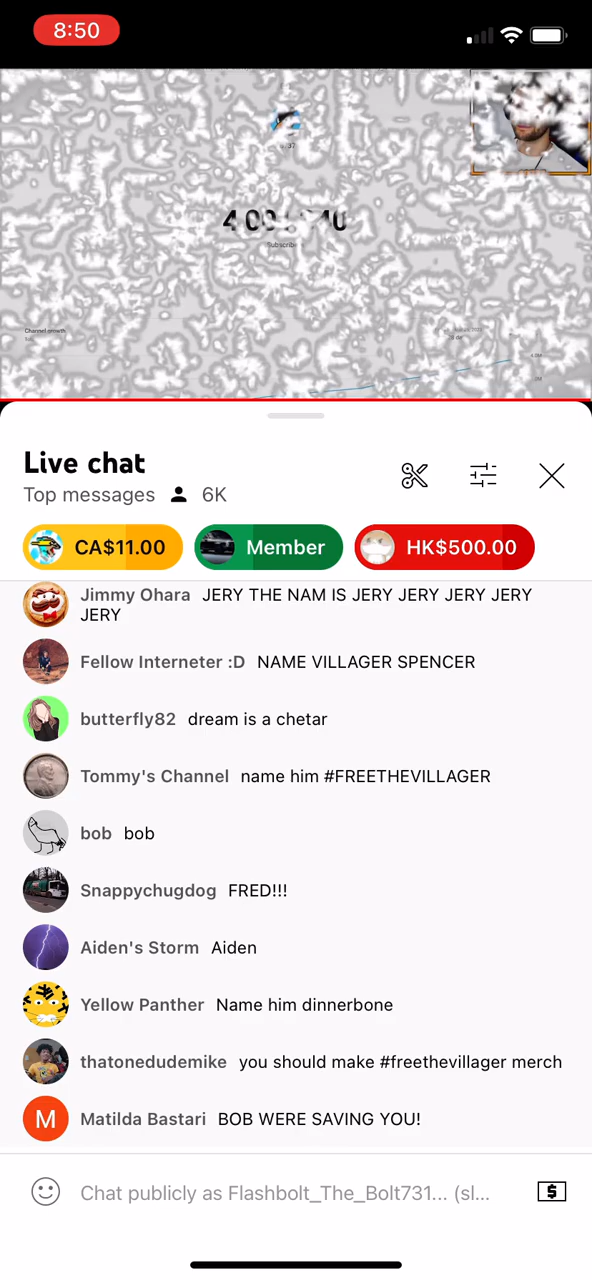 8:50
Channel growth
Live chat
Top messages 6K
CA$11.00 Member HK$500.00
Jimmy Ohara JERY THE NAM IS JERY JERY JERY JERY
JERY
Fellow Interneter :D NAME VILLAGER SPENCER
butterfly82 dream is a chetar
Tommy's Channel name him #FREETHEVILLAGER
bob bob
Snappychugdog FRED!!!
Aiden's Storm Aiden
Yellow Panther Name him dinnerbone
thatonedudemike you should make #freethevillager merch
M Matilda Bastari BOB WERE SAVING YOU!
Chat publicly as Flashbolt_The_Bolt731... (sl...
$